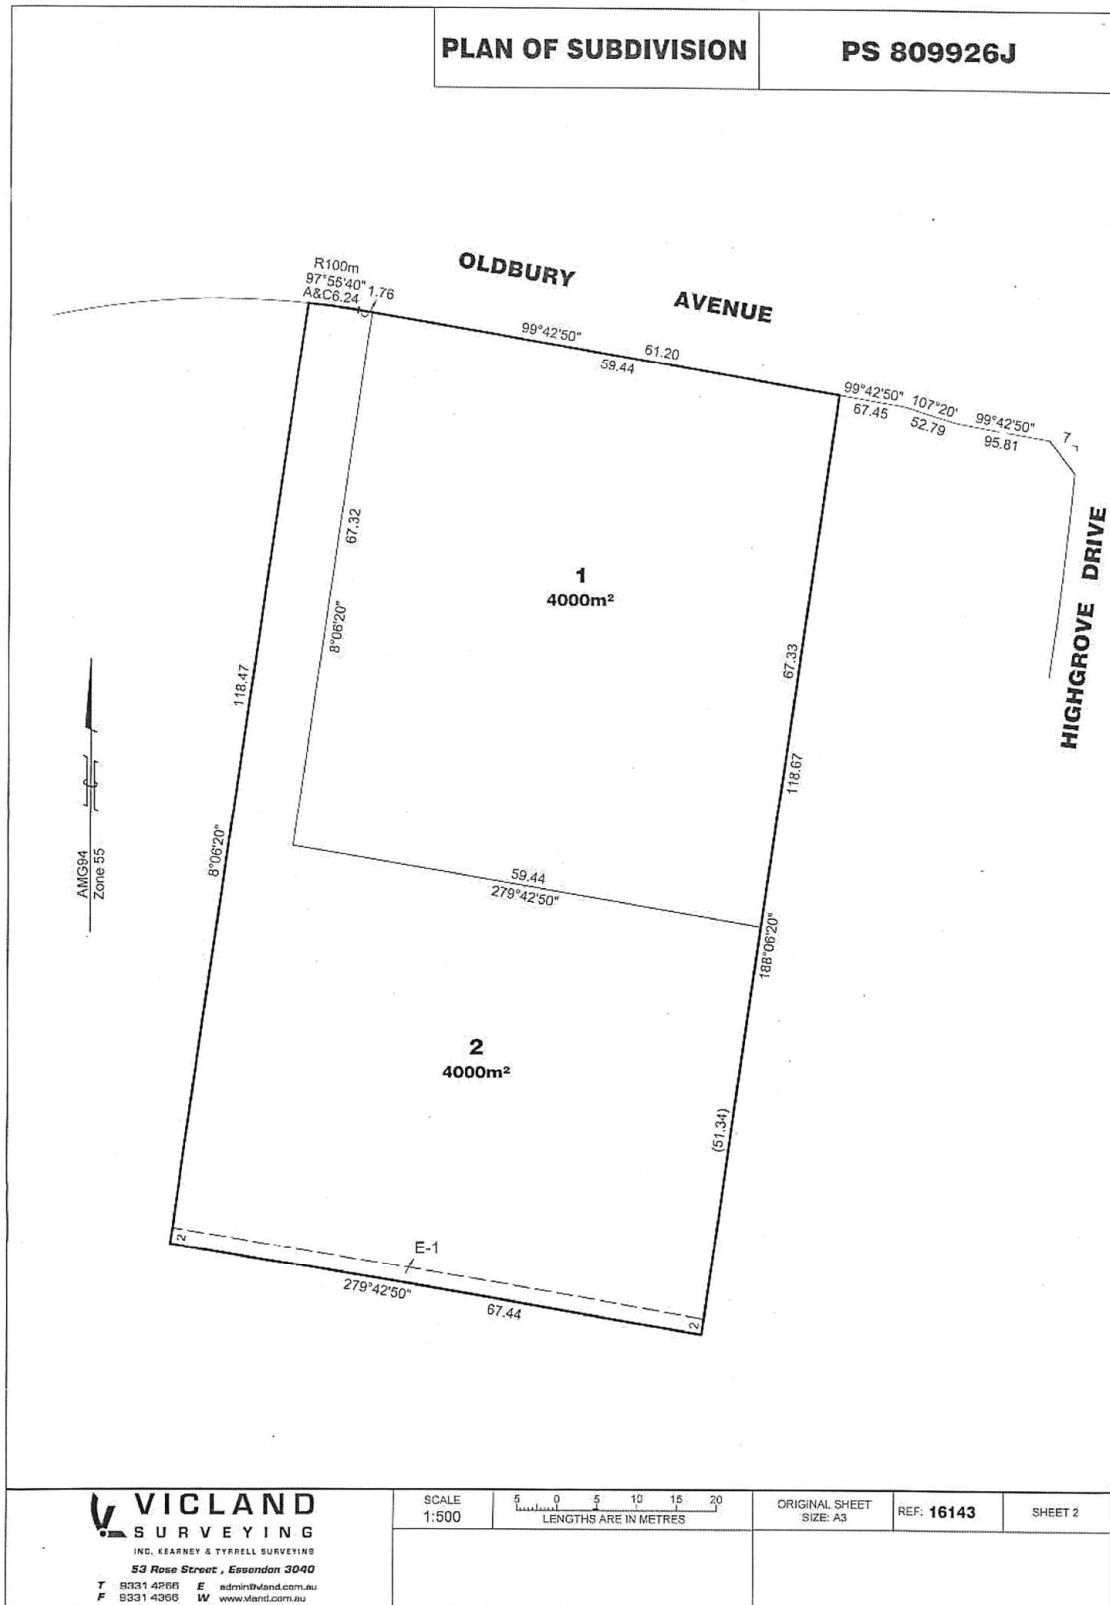 PLAN OF SUBDIVISION
PS 809926J
OLDBURY AVENUE
R100m
97°55'40"
A&C6.24
1.76
99°42'50"
61.20
59.44
99°42'50"
67.45
107°20'
52.79
99°42'50"
95.81
7
HIGHGROVE DRIVE
67.32
8°06'20"
1
4000m²
67.33
118.47
118.67
8°06'20"
AMG94
Zone 55
59.44
279°42'50"
188°06'20"
2
4000m²
(51.34)
E-1
2
279°42'50"
67.44
2
VICLAND
SURVEYING
INC. KEARNEY & TYRRELL SURVEYING
53 Rose Street , Essendon 3040
T 9331 4266 E admin@vland.com.au
F 9331 4366 W www.vland.com.au
SCALE
1:500
5 0 5 10 15 20
LENGTHS ARE IN METRES
ORIGINAL SHEET
SIZE: A3
REF: 16143
SHEET 2